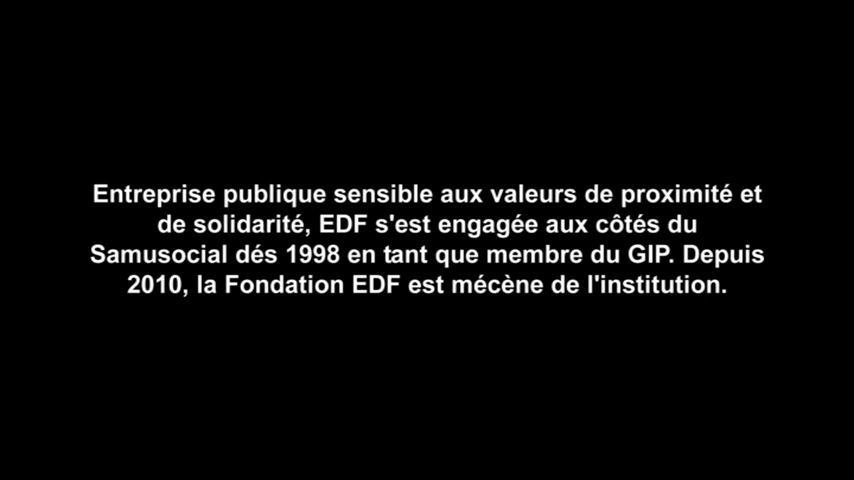 Entreprise publique sensible aux valeurs de proximité et
de solidarité, EDF s'est engagée aux côtés du
Samusocial dés 1998 en tant que membre du GIP. Depuis
2010, la Fondation EDF est mécène de l'institution.